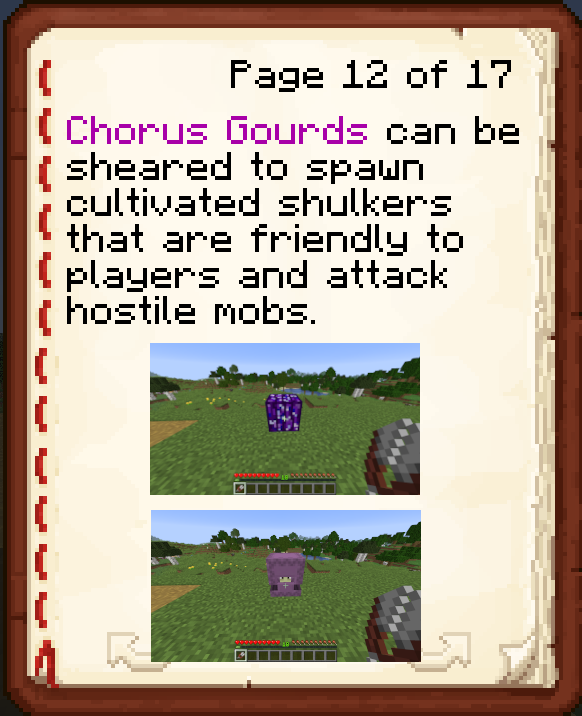 Page 12 of 17
Chorus Gourds can be
sheared to spawn
cultivated shulkers
that are friendly to
players and attack
hostile mobs.